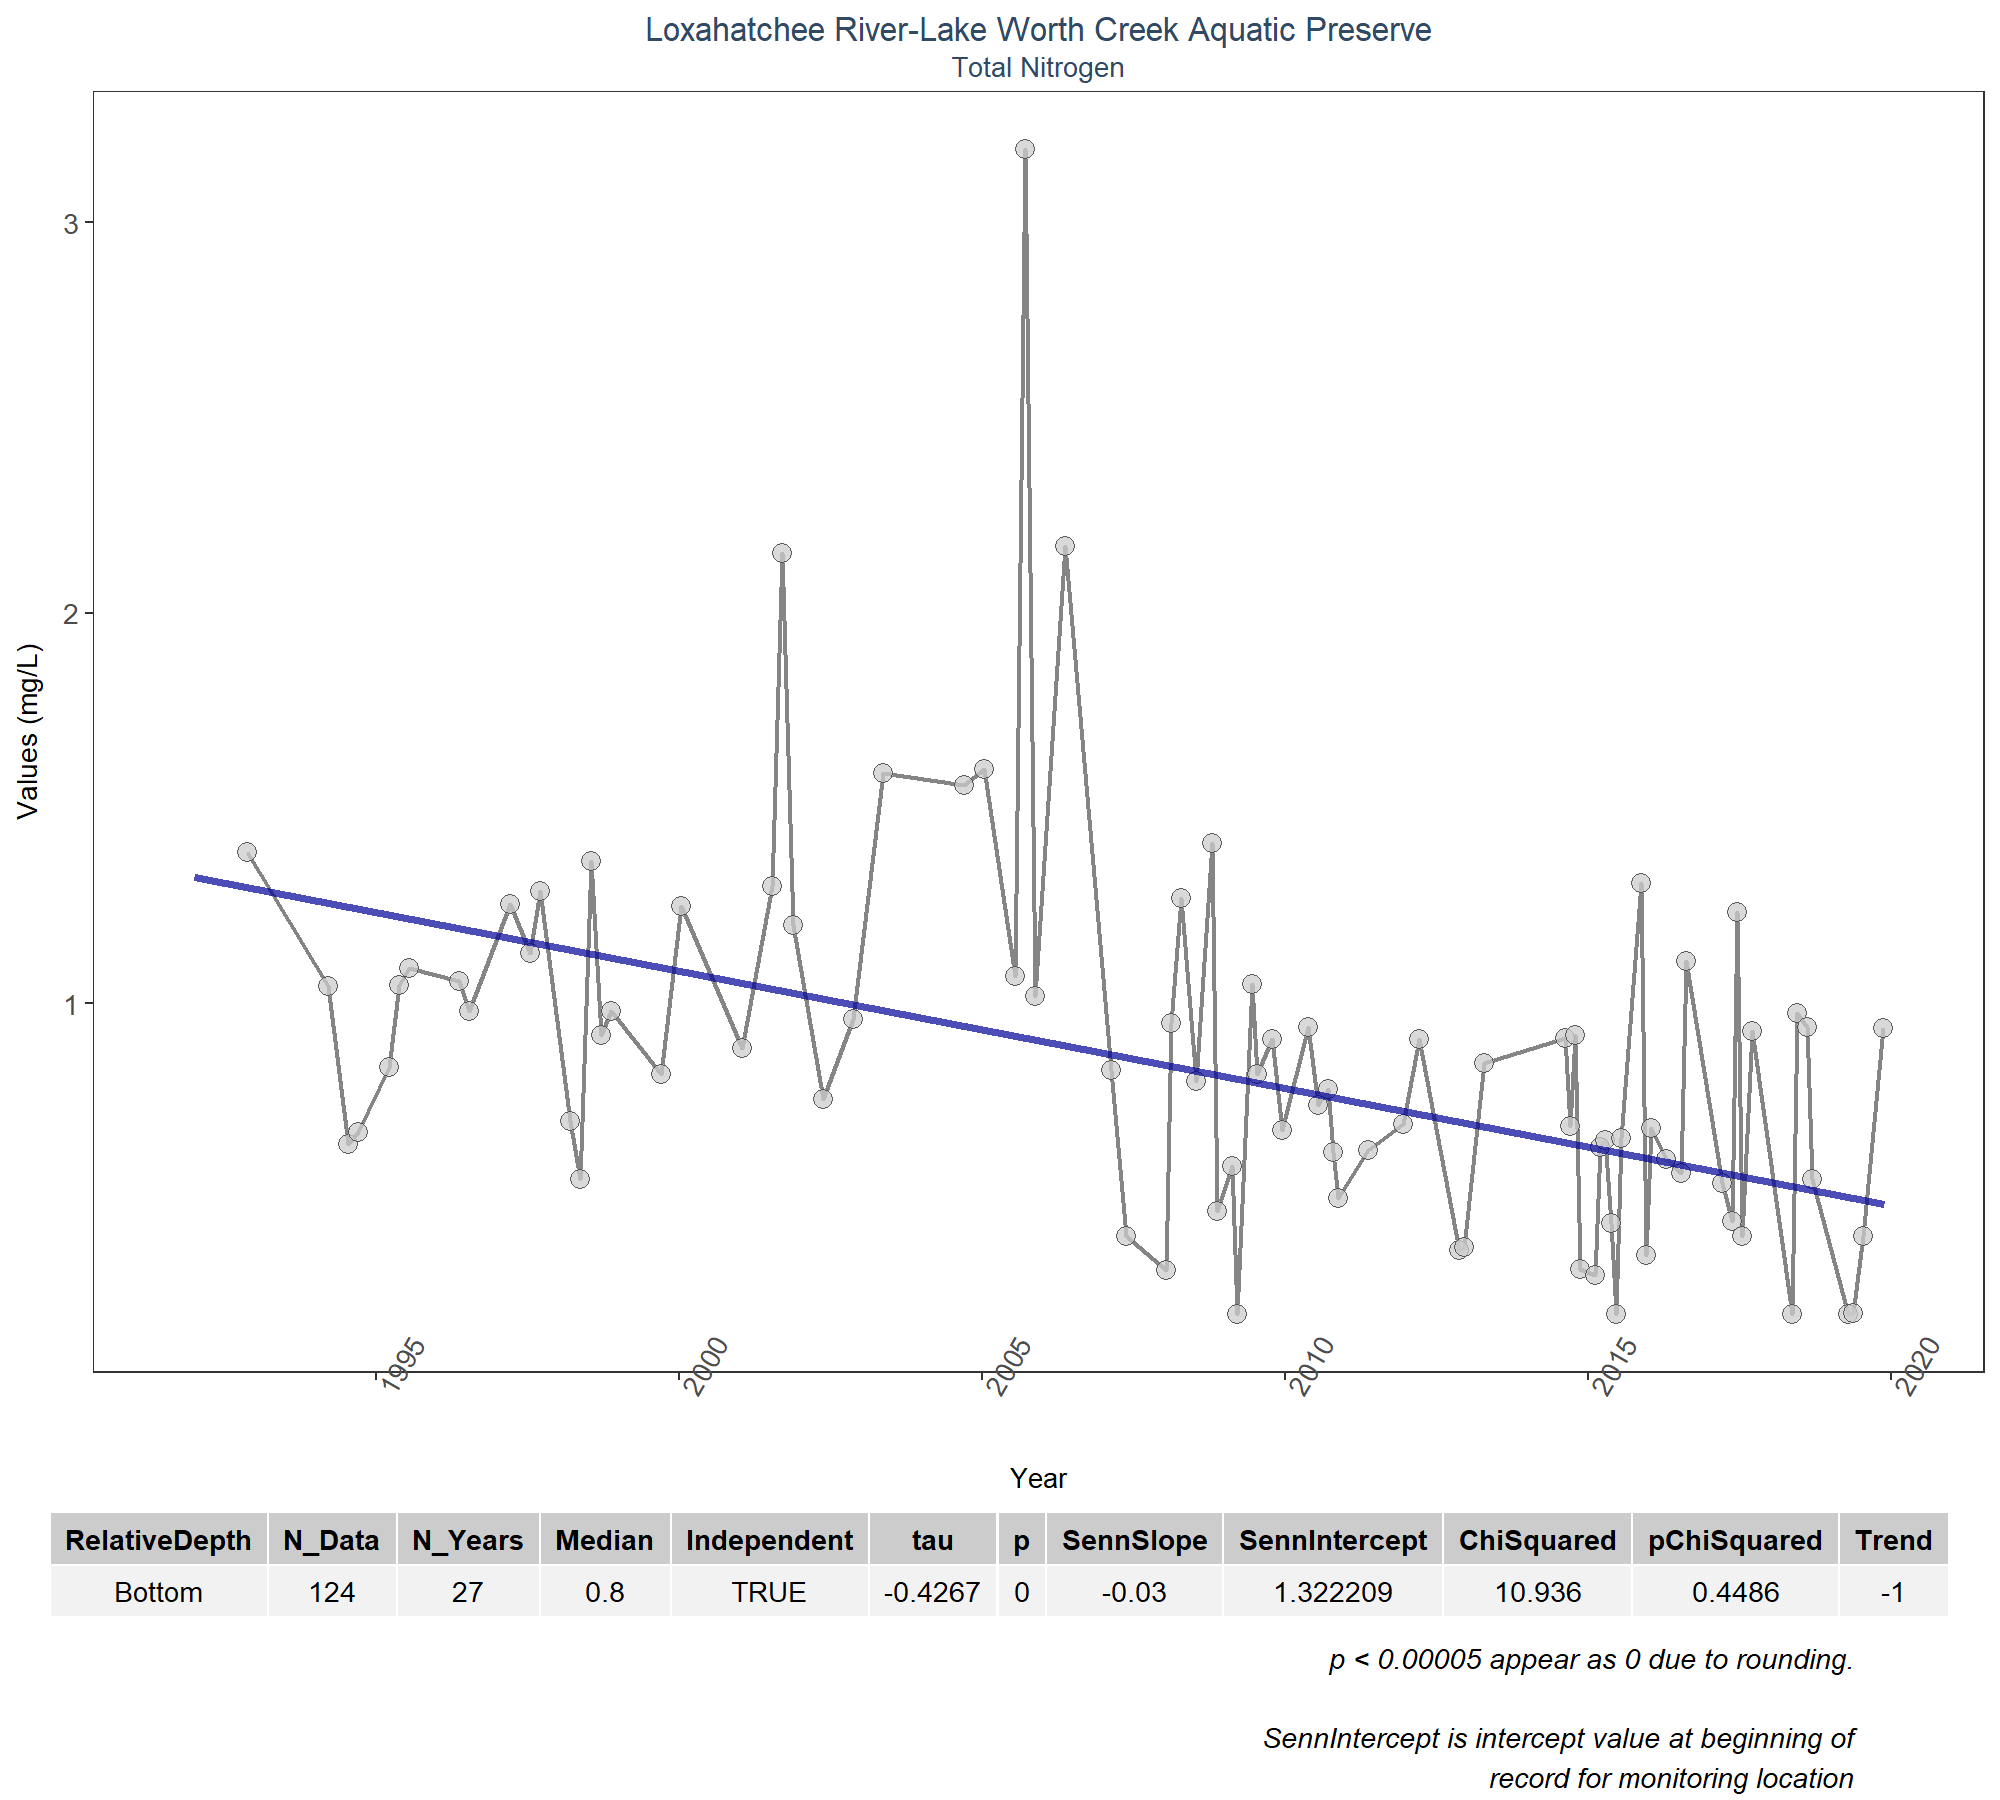 Loxahatchee River-Lake Worth Creek Aquatic Preserve
Total Nitrogen
Values (mg/L)
3
2
1
1995 2000 2005 2010 2015 2020
Year
RelativeDepth N_Data N_Years Median Independent tau p SennSlope SennIntercept ChiSquared pChiSquared Trend
Bottom 124 27 0.8 TRUE -0.4267 0 -0.03 1.322209 10.936 0.4486 -1
p < 0.00005 appear as 0 due to rounding.
SennIntercept is intercept value at beginning of
record for monitoring location